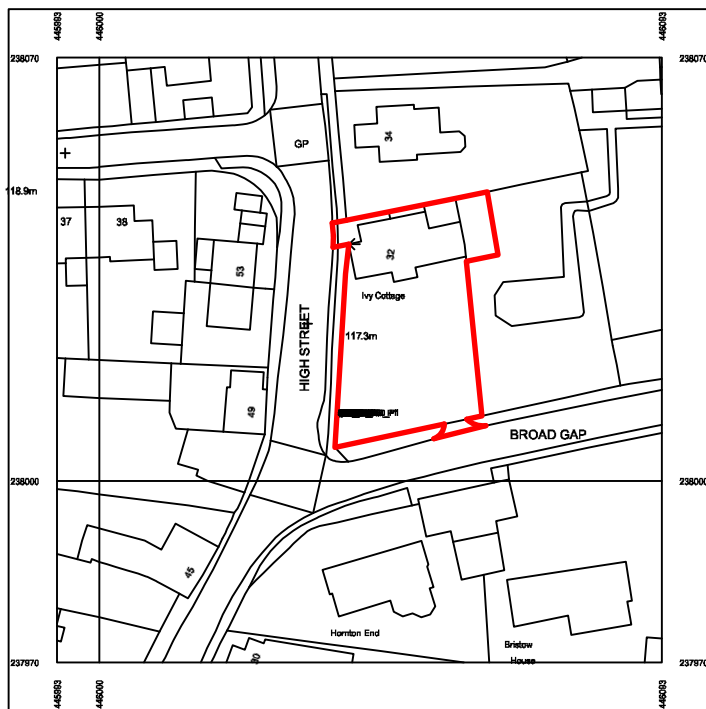 445993
446000
446093
238070
238070
GP
34
118.9m
37
38
32
53
Ivy Cottage
HIGH STREET
117.3m
49
BROAD GAP
238000
238000
45
Hornton End
Bristow
House
30
237970
237970
445993
446000
446093